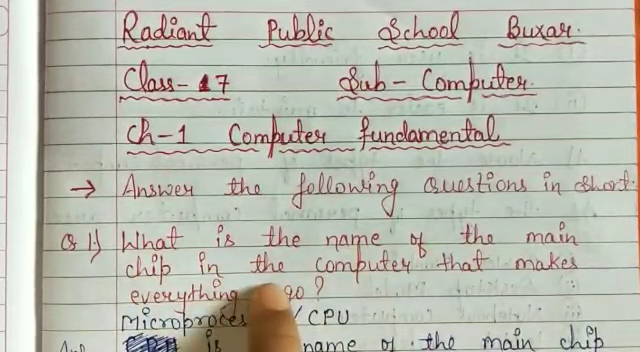 Radiant Public School Buxar.
Class- 7 Sub - Computer.
Ch-1 Computer fundamental
→ Answer the following questions in short.
Q 1) What is the name of the main
chip in the computer that makes
everything go?
/ CPU
is name of the main chip